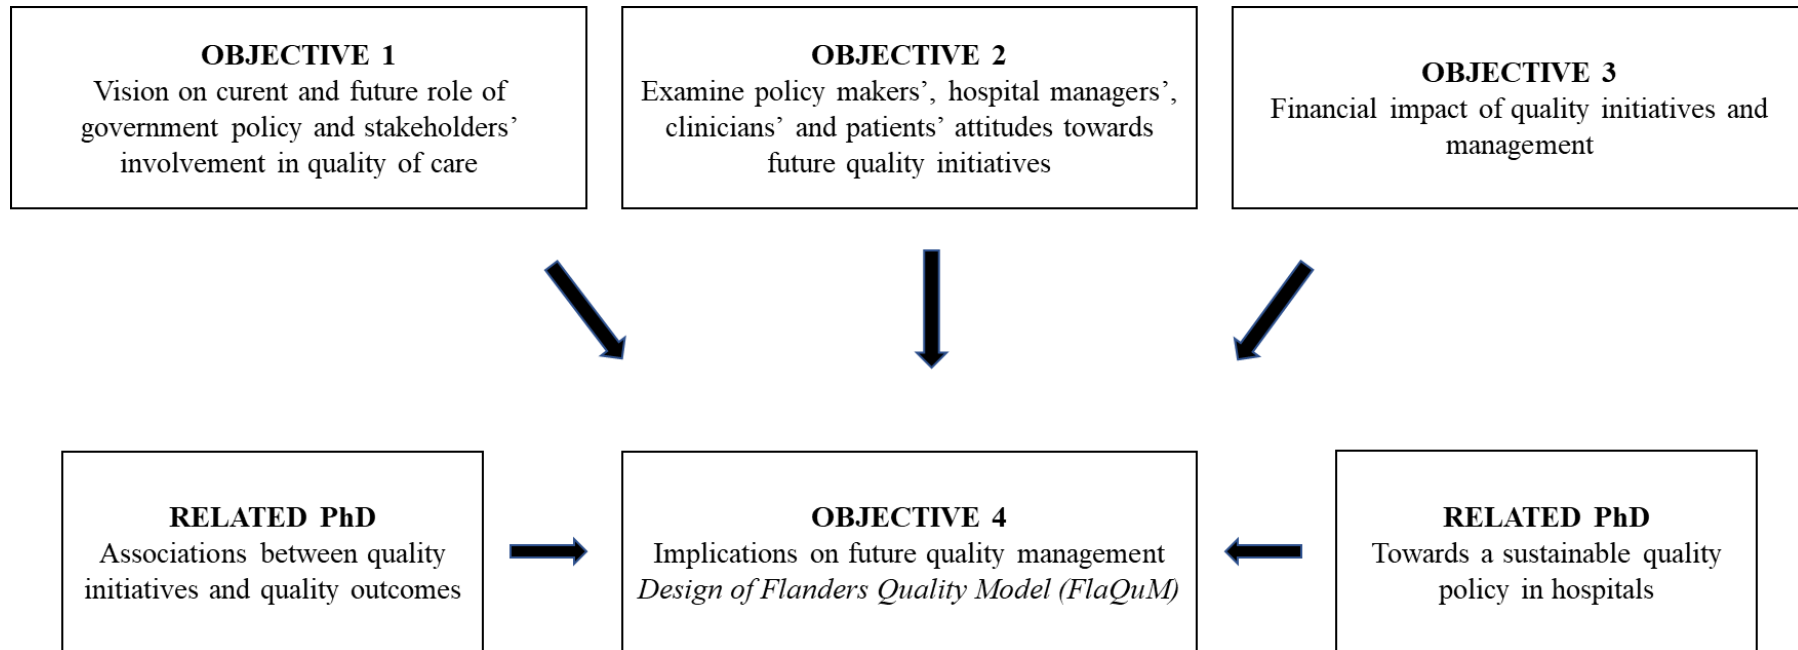 OBJECTIVE 1
Vision on curent and future role of
government policy and stakeholders’
involvement in quality of care
OBJECTIVE 2
Examine policy makers’, hospital managers’,
clinicians’ and patients’ attitudes towards
future quality initiatives
OBJECTIVE 3
Financial impact of quality initiatives and
management
RELATED PhD
Associations between quality
initiatives and quality outcomes
OBJECTIVE 4
Implications on future quality management
Design of Flanders Quality Model (FlaQuM)
RELATED PhD
Towards a sustainable quality
policy in hospitals